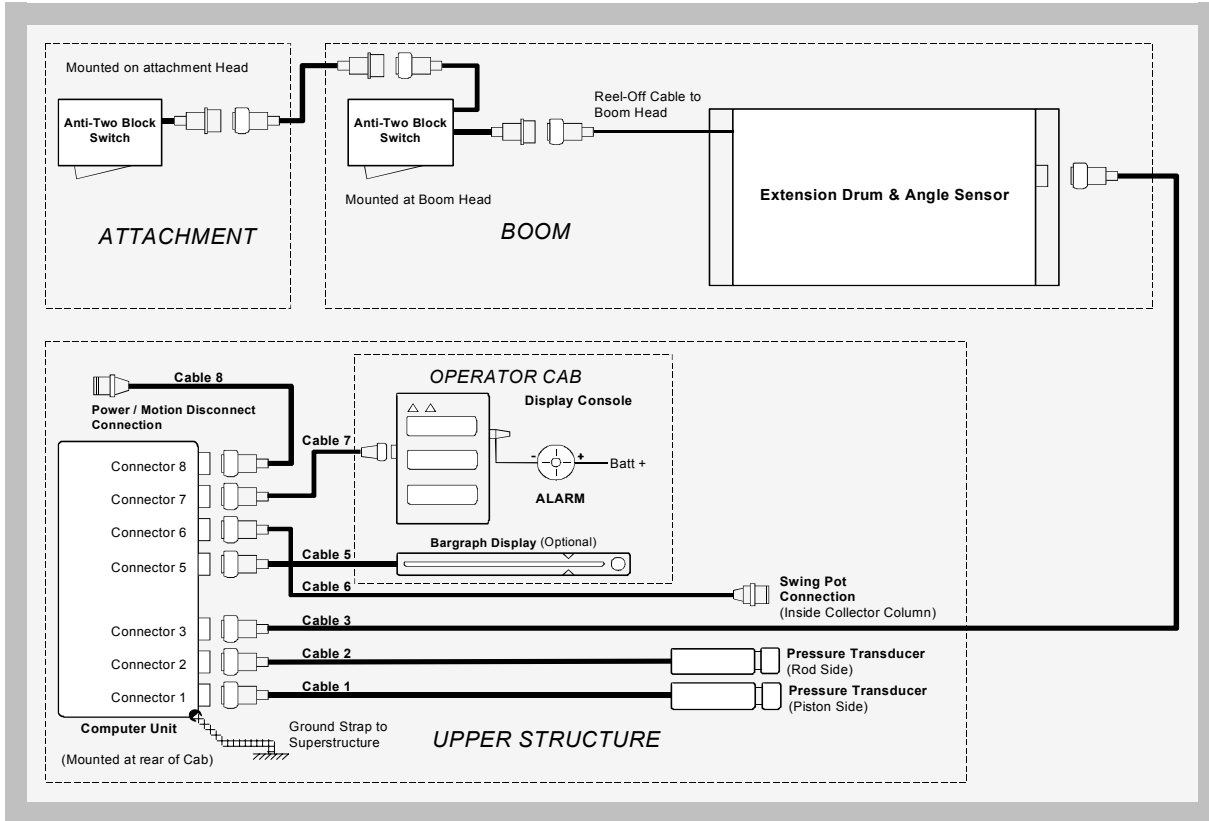 Mounted on attachment Head
Anti-Two Block
Switch
ATTACHMENT
Anti-Two Block
Switch
Mounted at Boom Head
Reel-Off Cable to
Boom Head
BOOM
Extension Drum & Angle Sensor
Cable 8
Power / Motion Disconnect
Connection
OPERATOR CAB
Display Console
Cable 7
- +
Batt +
ALARM
Bargraph Display (Optional)
Connector 8
Connector 7
Connector 6
Connector 5
Connector 3
Connector 2
Connector 1
Cable 5
Cable 6
Swing Pot
Connection
(Inside Collector Column)
Cable 3
Cable 2
Pressure Transducer
(Rod Side)
Cable 1
Pressure Transducer
(Piston Side)
Computer Unit
(Mounted at rear of Cab)
Ground Strap to
Superstructure
UPPER STRUCTURE